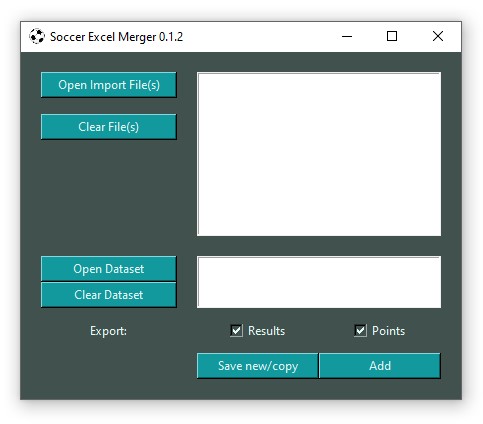 Soccer Excel Merger 0.1.2
Open Import File(s)
Clear File(s)
Open Dataset
Clear Dataset
Export: Results Points
Save new/copy Add